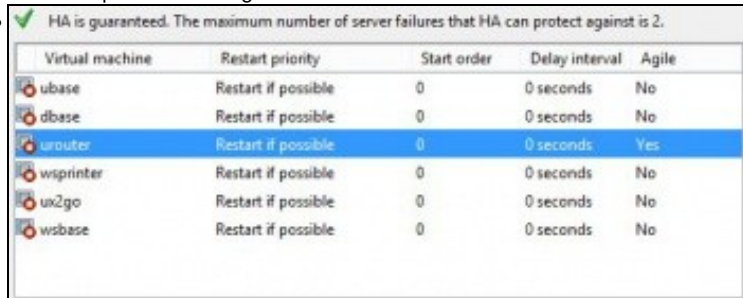 HA is guaranteed. The maximum number of server failures that HA can protect against is 2.
Virtual machine Restart priority Start order Delay interval Agile
ubase Restart if possible 0 0 seconds No
dbase Restart if possible 0 0 seconds No
urouter Restart if possible 0 0 seconds Yes
wsprinter Restart if possible 0 0 seconds No
ux2go Restart if possible 0 0 seconds No
wsbase Restart if possible 0 0 seconds No